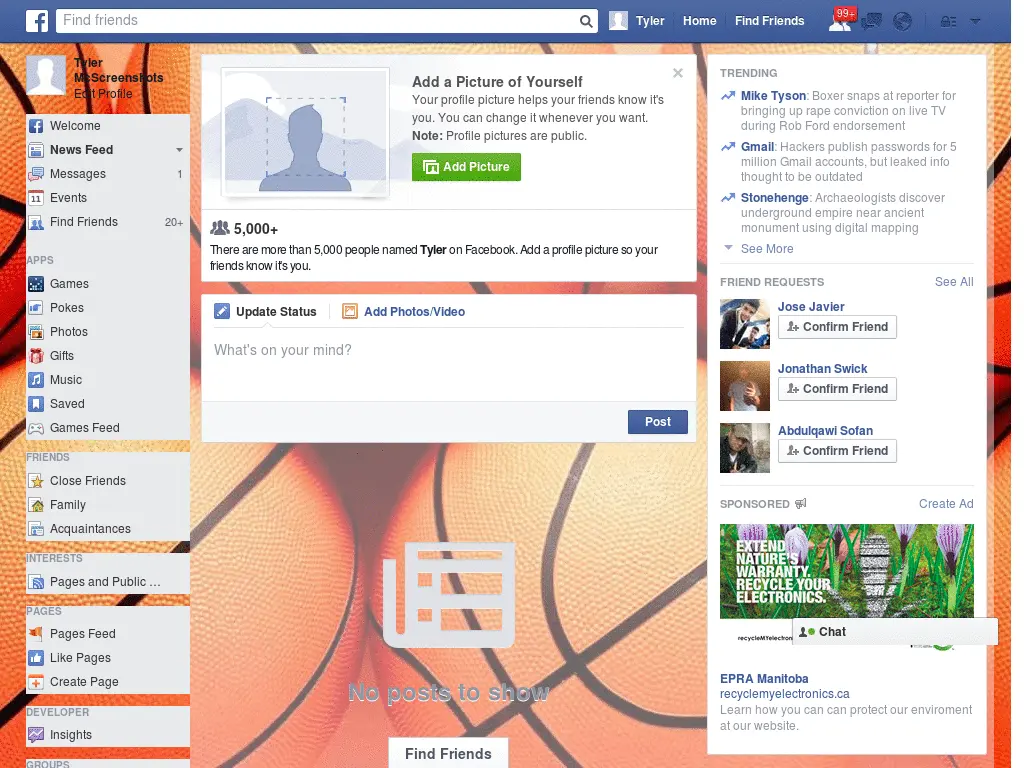 Find friends
Tyler
Home
Find Friends
99+
Tyler
McScreenshots
Edit Profile
Welcome
News Feed
Messages 1
11 Events
Find Friends 20+
APPS
Games
Pokes
Photos
Gifts
Music
Saved
Games Feed
FRIENDS
Close Friends
Family
Acquaintances
INTERESTS
Pages and Public ...
PAGES
Pages Feed
Like Pages
Create Page
DEVELOPER
Insights
GROUPS
Add a Picture of Yourself
Your profile picture helps your friends know it's
you. You can change it whenever you want.
Note: Profile pictures are public.
Add Picture
5,000+
There are more than 5,000 people named Tyler on Facebook. Add a profile picture so your
friends know it's you.
Update Status
Add Photos/Video
What's on your mind?
Post
No posts to show
Find Friends
TRENDING
Mike Tyson: Boxer snaps at reporter for
bringing up rape conviction on live TV
during Rob Ford endorsement
Gmail: Hackers publish passwords for 5
million Gmail accounts, but leaked info
thought to be outdated
Stonehenge: Archaeologists discover
underground empire near ancient
monument using digital mapping
See More
FRIEND REQUESTS See All
Jose Javier
Confirm Friend
Jonathan Swick
Confirm Friend
Abdulqawi Sofan
Confirm Friend
SPONSORED Create Ad
EXTEND
NATURE'S
WARRANTY.
RECYCLE YOUR
ELECTRONICS.
Chat
EPRA Manitoba
recyclemyelectronics.ca
Learn how you can can protect our enviroment
at our website.